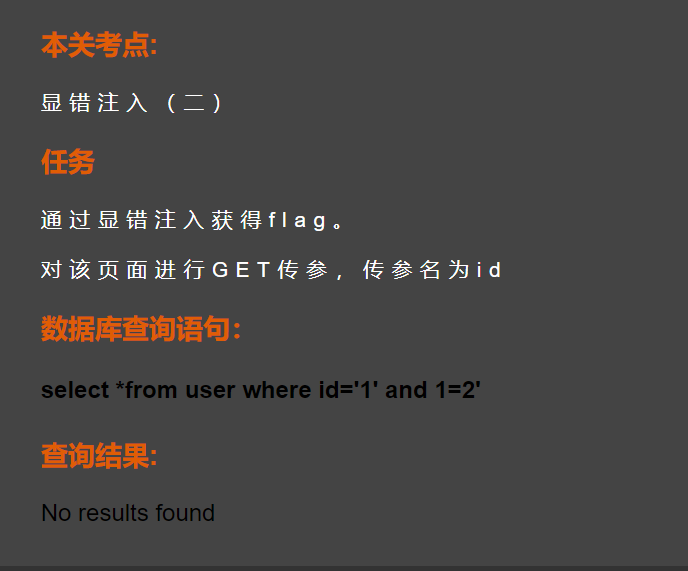 本关考点:
显错注入（二）
任务
通过显错注入获得flag。
对该页面进行GET传参，传参名为id
数据库查询语句：
select *from user where id='1' and 1=2'
查询结果:
No results found